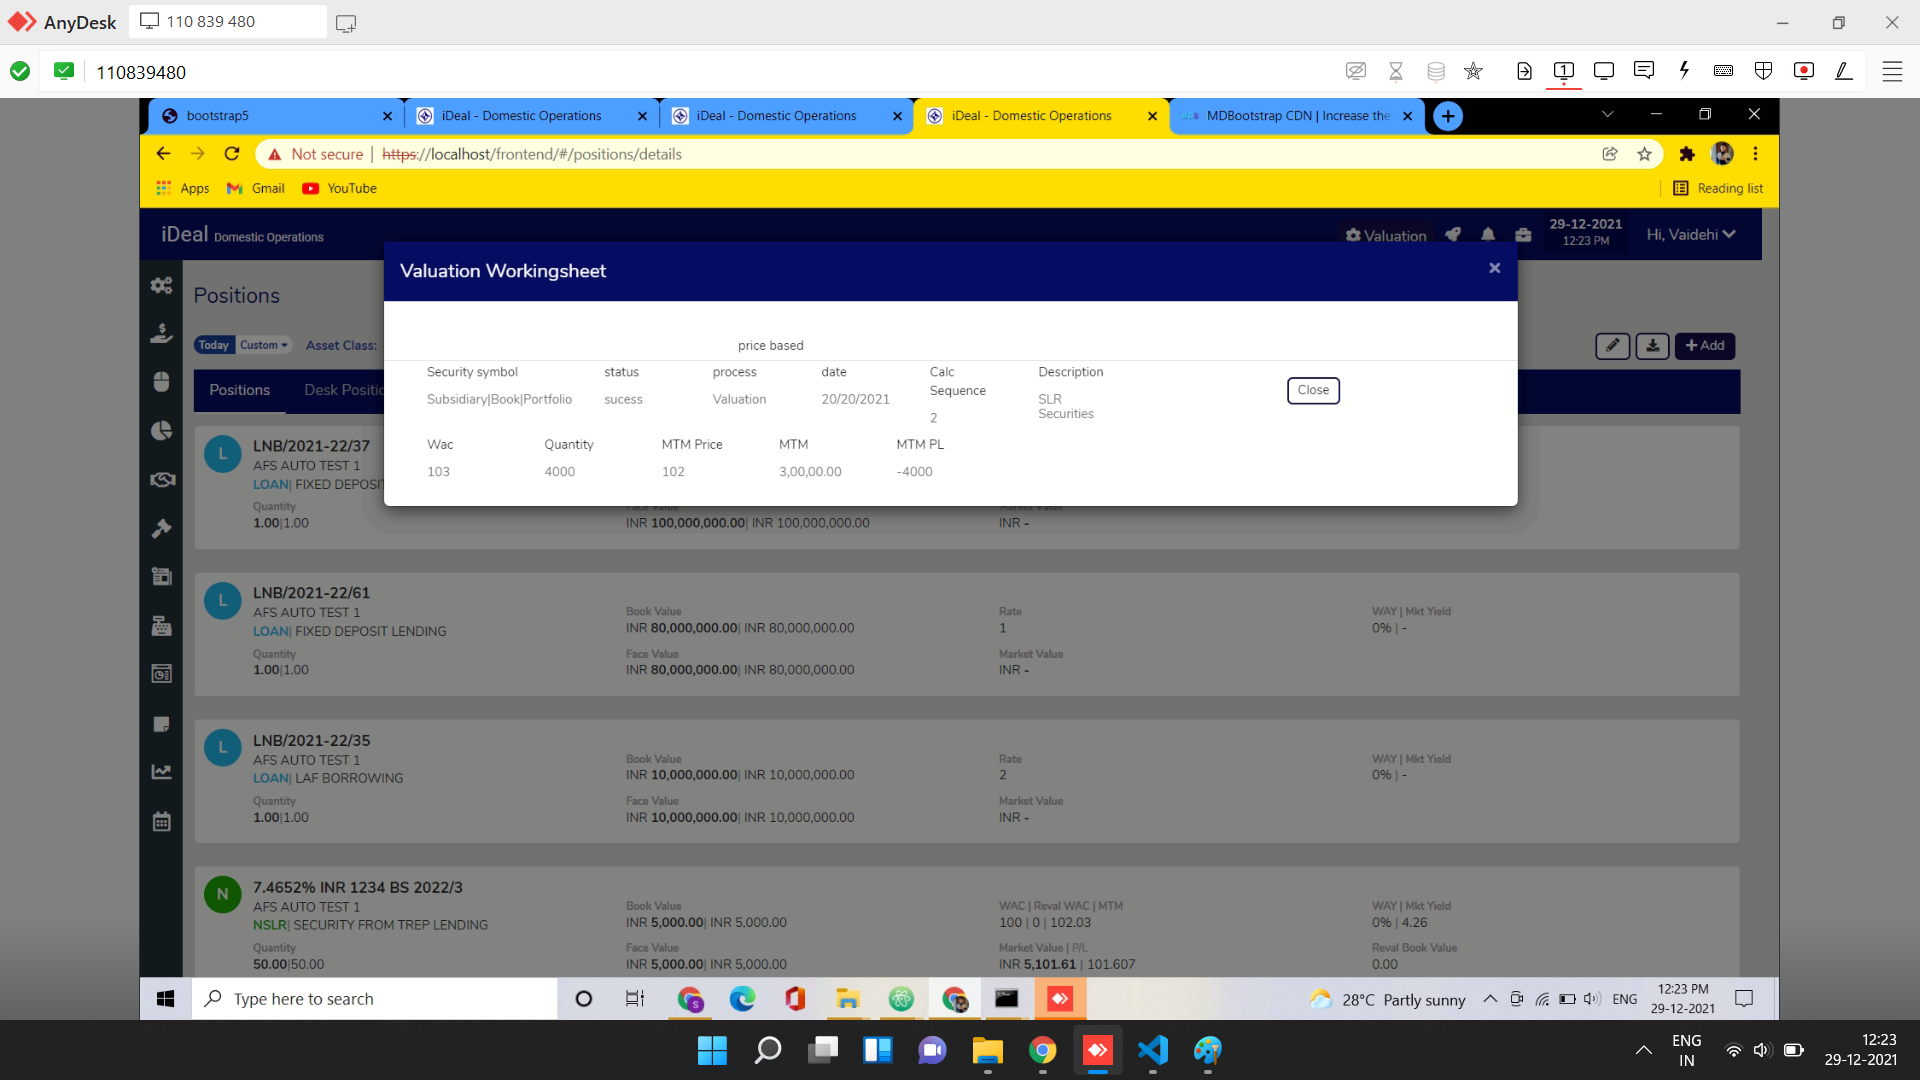 AnyDesk
110 839 480
110839480
bootstrap5
iDeal - Domestic Operations
iDeal - Domestic Operations
iDeal - Domestic Operations
MDBootstrap CDN | Increase the
Not secure | https://localhost/frontend/#/positions/details
Apps Gmail YouTube Reading list
iDeal Domestic Operations
Valuation
29-12-2021
12:23 PM
Hi, Vaidehi
Valuation Workingsheet
Positions
Today Custom Asset Class:
+ Add
Positions Desk Positi
price based
Security symbol status process date Calc Sequence Description
Subsidiary|Book|Portfolio sucess Valuation 20/20/2021 2 SLR Securities
Close
Wac Quantity MTM Price MTM MTM PL
103 4000 102 3,00,00.00 -4000
L
LNB/2021-22/37
AFS AUTO TEST 1
LOAN| FIXED DEPOSI
Quantity Face Value Market Value
1.00|1.00 INR 100,000,000.00| INR 100,000,000.00 INR -
L
LNB/2021-22/61
AFS AUTO TEST 1
LOAN| FIXED DEPOSIT LENDING
Book Value Rate WAY | Mkt Yield
INR 80,000,000.00| INR 80,000,000.00 1 0% | -
Quantity Face Value Market Value
1.00|1.00 INR 80,000,000.00| INR 80,000,000.00 INR -
L
LNB/2021-22/35
AFS AUTO TEST 1
LOAN| LAF BORROWING
Book Value Rate WAY | Mkt Yield
INR 10,000,000.00| INR 10,000,000.00 2 0% | -
Quantity Face Value Market Value
1.00|1.00 INR 10,000,000.00| INR 10,000,000.00 INR -
N
7.4652% INR 1234 BS 2022/3
AFS AUTO TEST 1
NSLR| SECURITY FROM TREP LENDING
Book Value WAC | Reval WAC | MTM WAY | Mkt Yield
INR 5,000.00| INR 5,000.00 100 | 0 | 102.03 0% | 4.26
Quantity Face Value Market Value | P/L Reval Book Value
50.00|50.00 INR 5,000.00| INR 5,000.00 INR 5,101.61 | 101.607 0.00
Type here to search
28°C Partly sunny
ENG
12:23 PM
29-12-2021
ENG
IN
12:23
29-12-2021